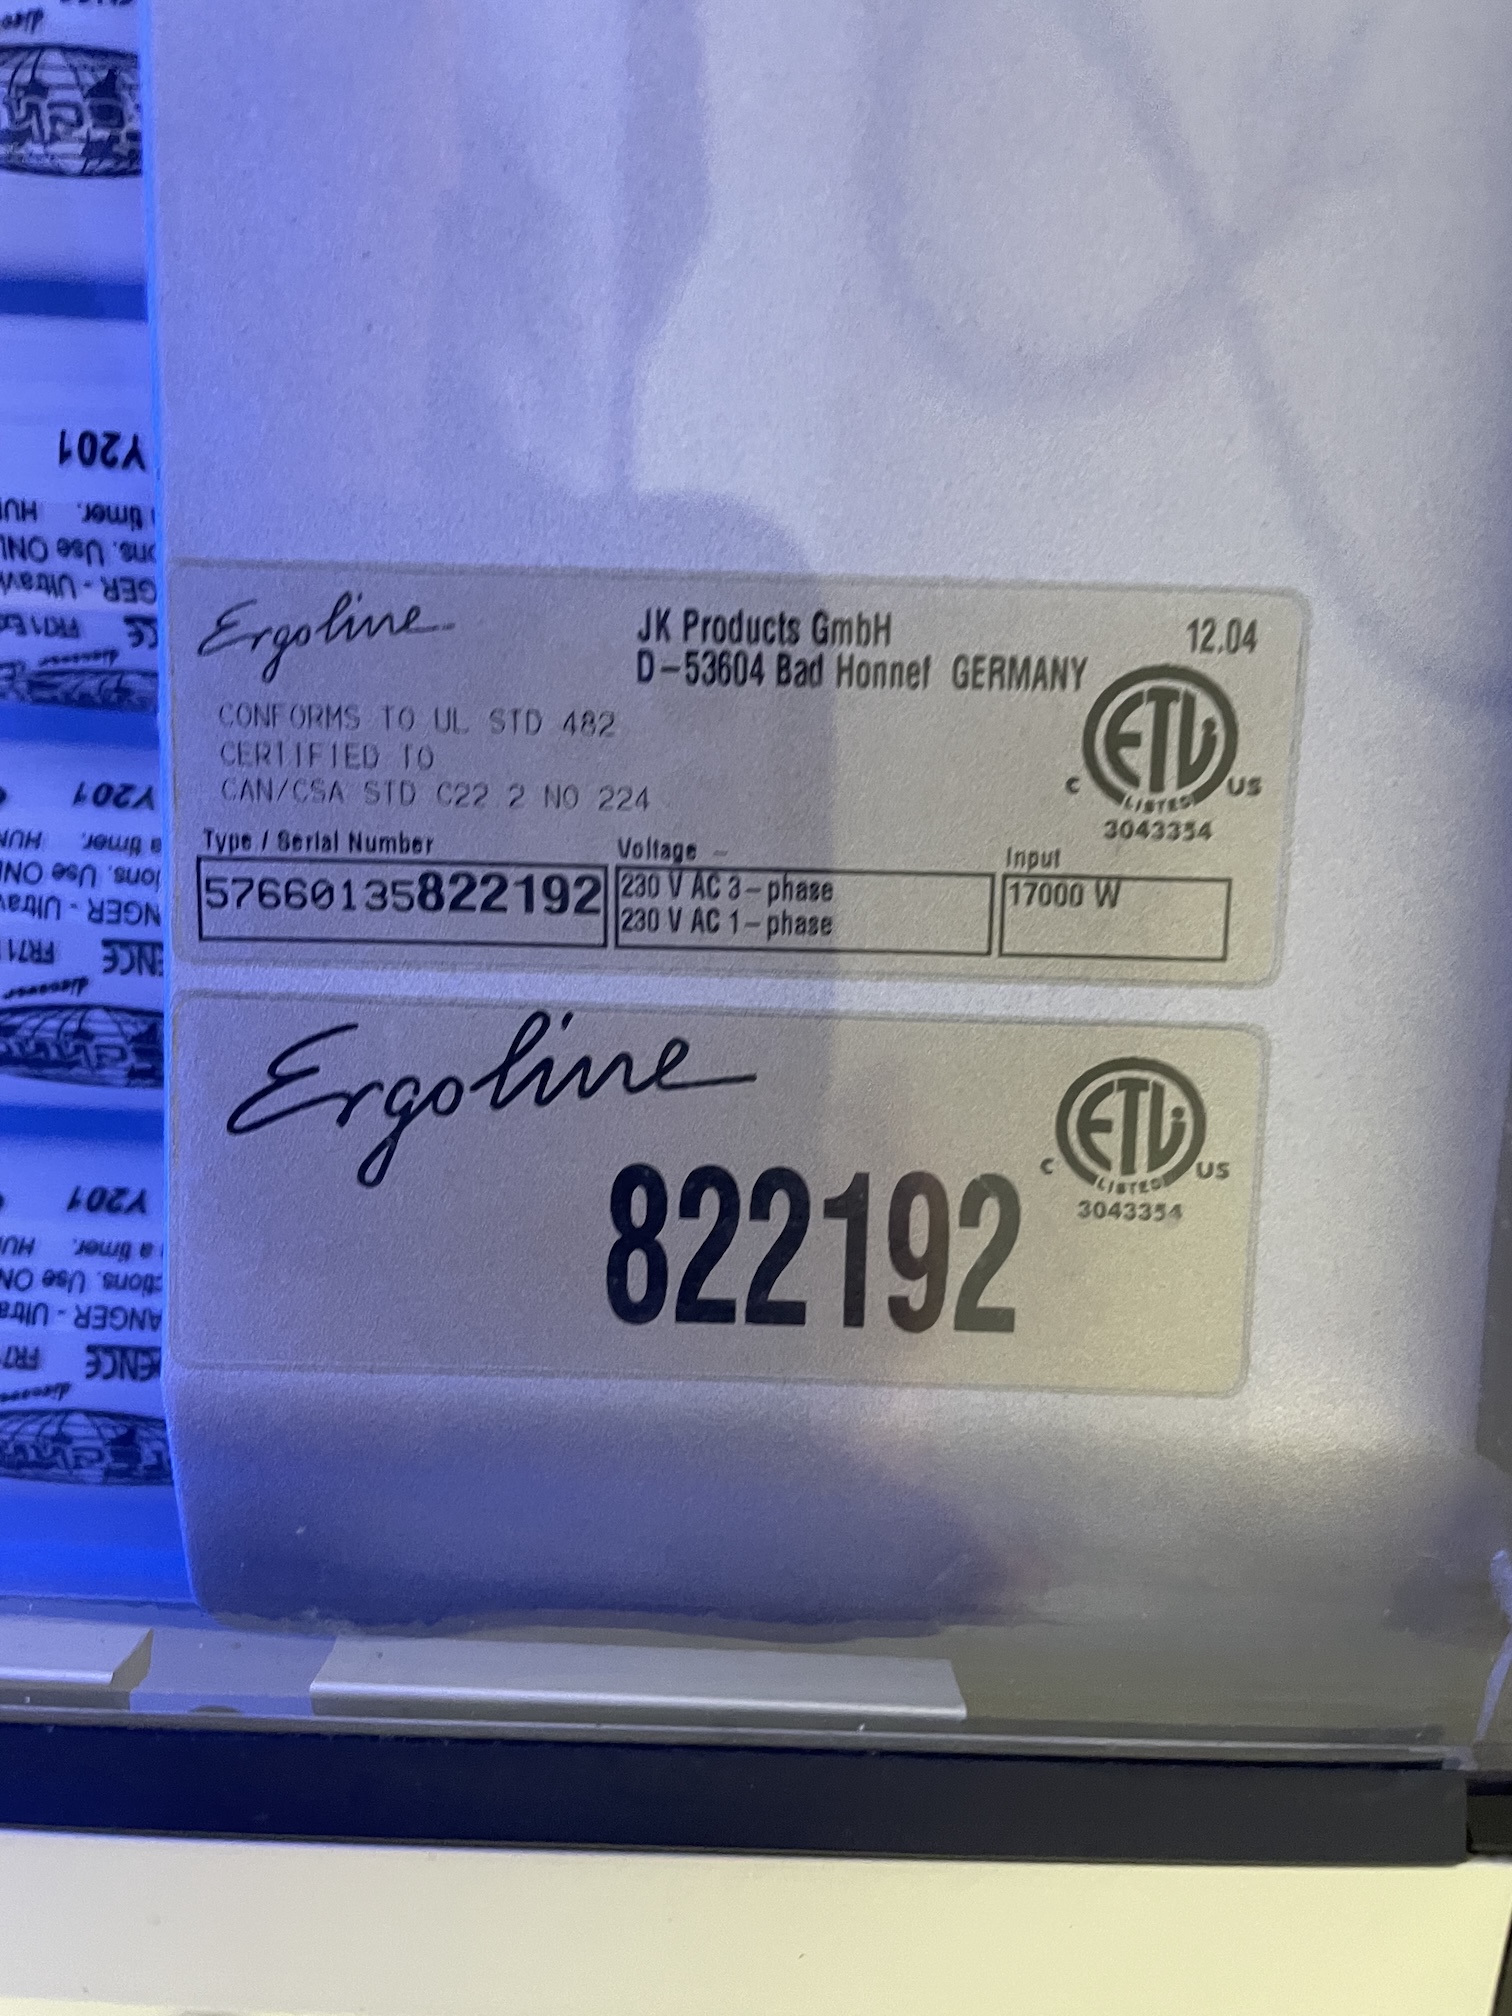 Y201
Y201
Y201
Ergoline
JK Products GmbH
12.04
D-53604 Bad Honnef GERMANY
CONFORMS TO UL STD 482
CERTIFIED TO
CAN/CSA STD C22 2 NO 224
ETL
C LISTED US
3043354
Type / Serial Number
Voltage ~
Input
57660135822192
230 V AC 3-phase
17000 W
230 V AC 1-phase
Ergoline
ETL
C LISTED US
3043354
822192